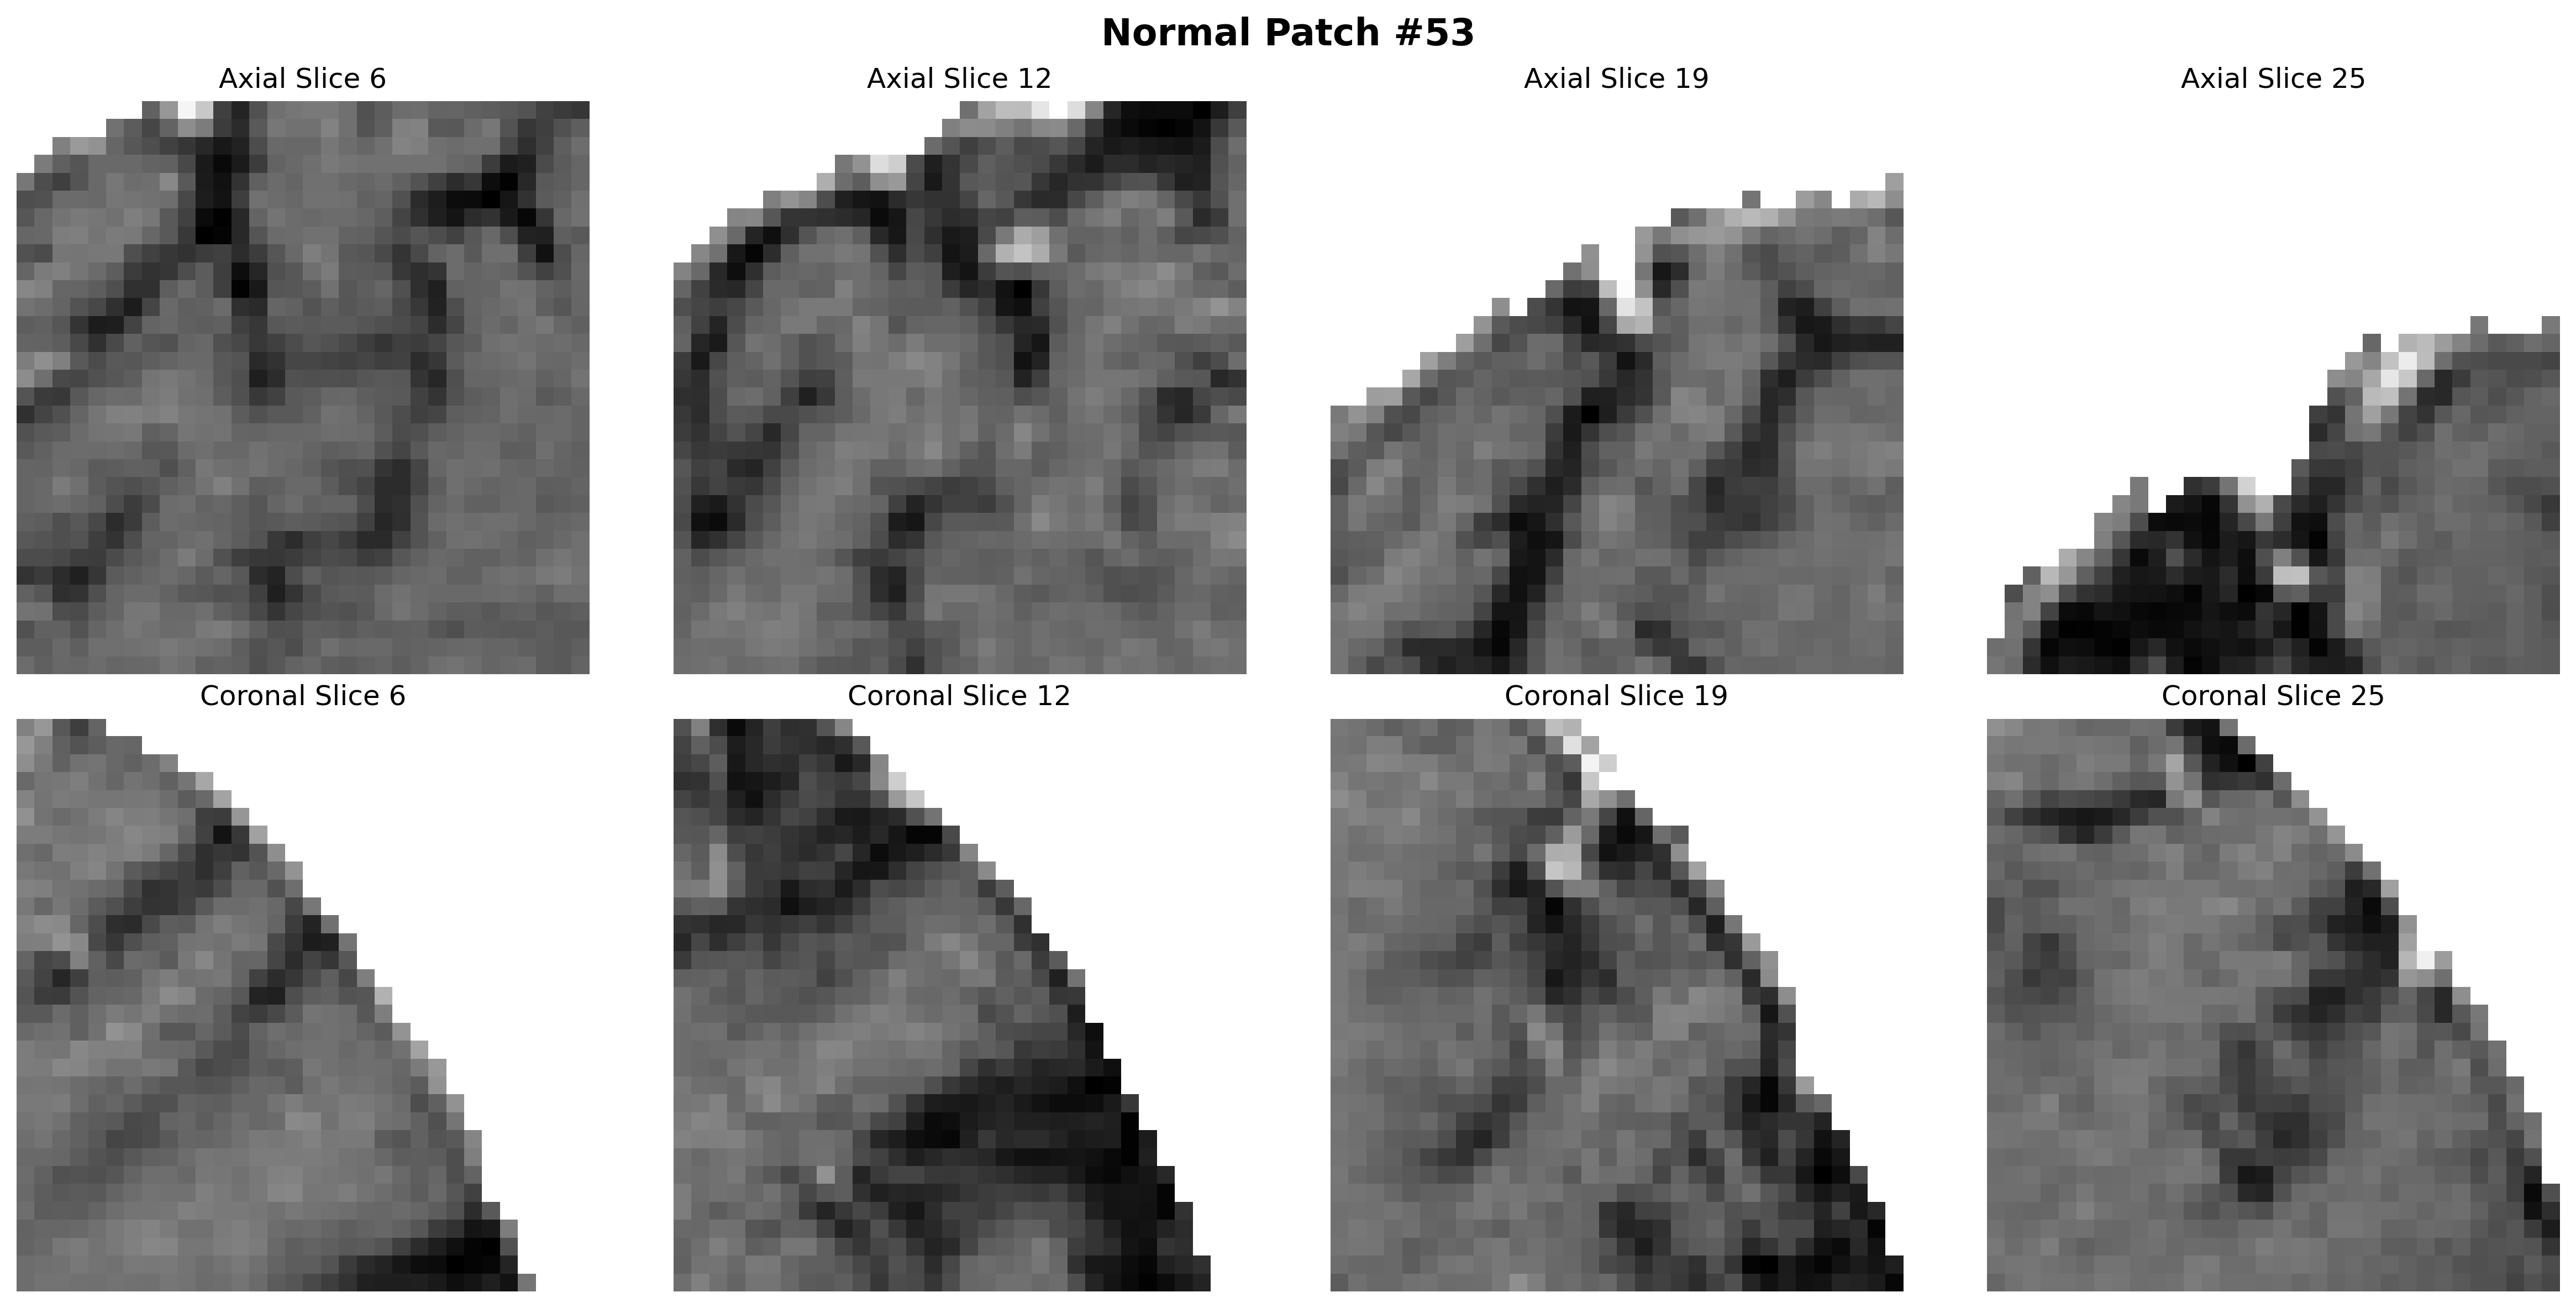 Normal Patch #53
Axial Slice 6
Axial Slice 12
Axial Slice 19
Axial Slice 25
Coronal Slice 6
Coronal Slice 12
Coronal Slice 19
Coronal Slice 25